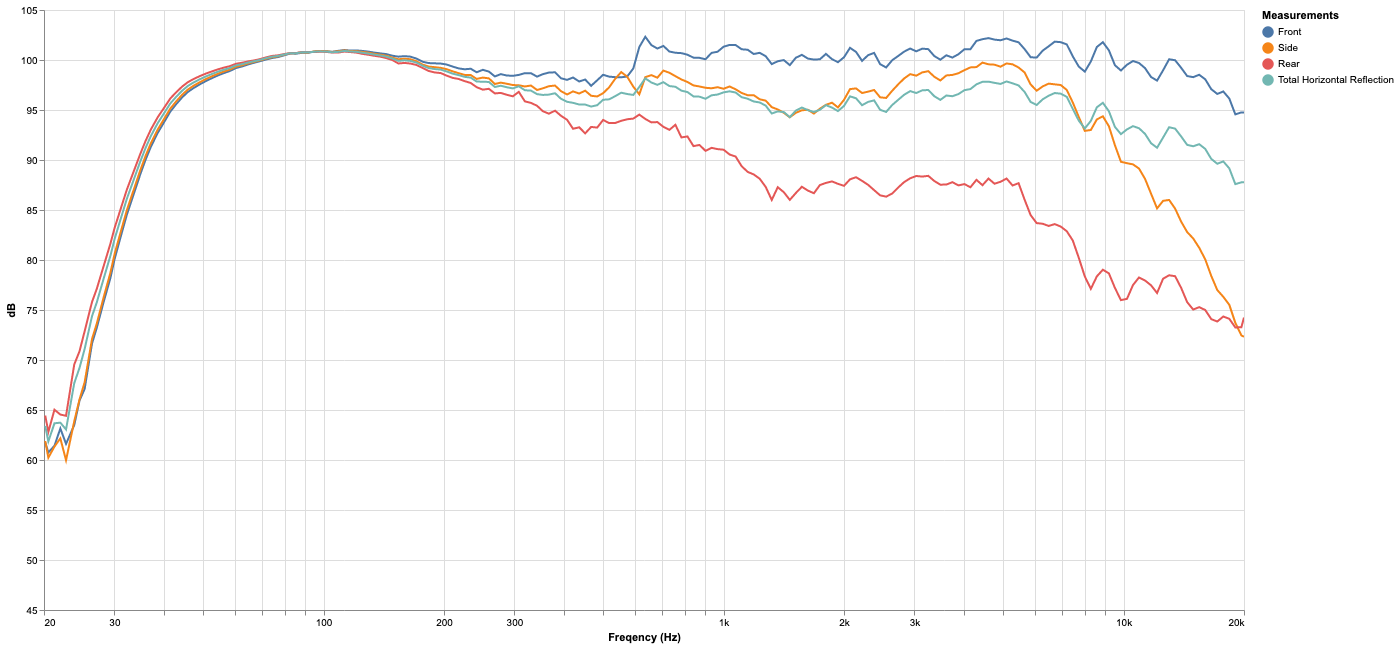 Measurements
Front
Side
Rear
Total Horizontal Reflection
105
100
95
90
85
80
75
70
65
60
55
50
45
dB
20 30 100 200 300 1k 2k 3k 10k 20k
Freqency (Hz)